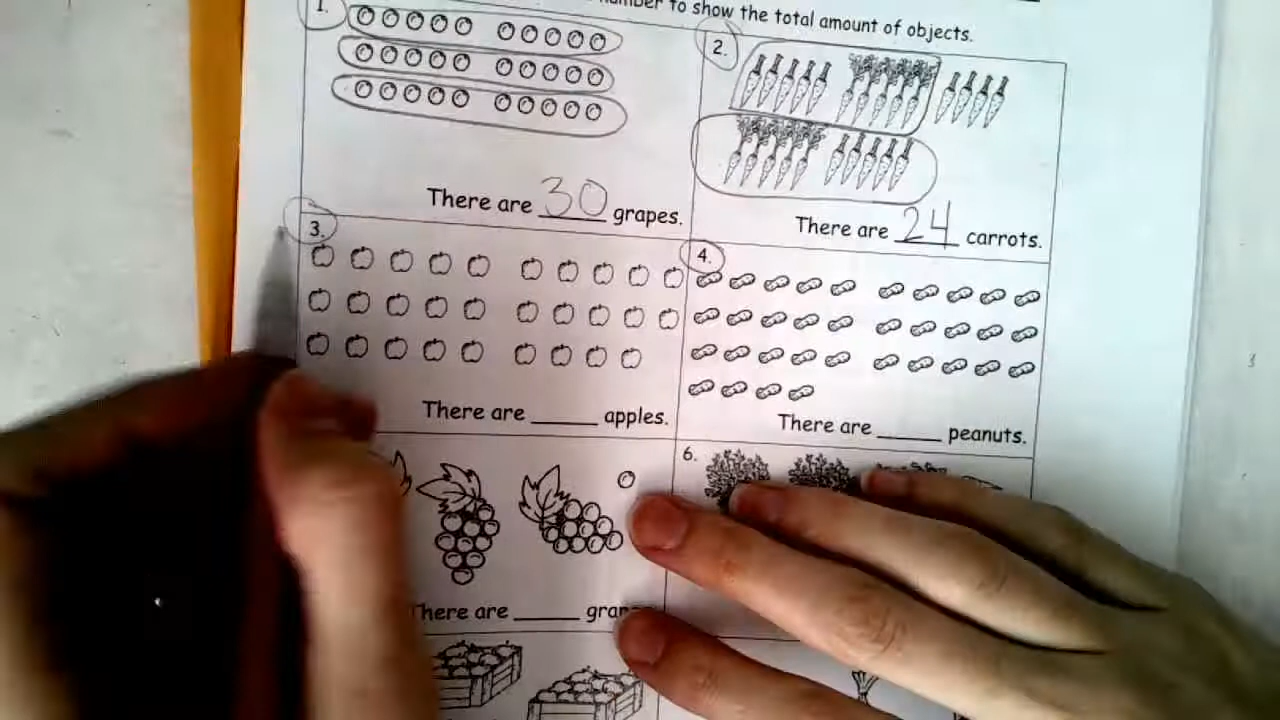 number to show the total amount of objects.
1.
There are 30 grapes.
2.
There are 24 carrots.
3.
There are ______ apples.
4.
There are ______ peanuts.
There are ______
6.